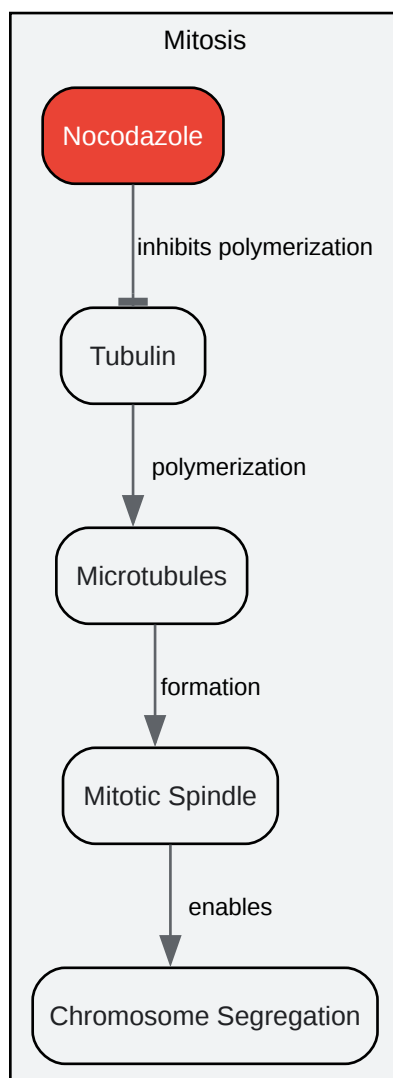 Mitosis
Nocodazole
inhibits polymerization
Tubulin
polymerization
Microtubules
formation
Mitotic Spindle
enables
Chromosome Segregation